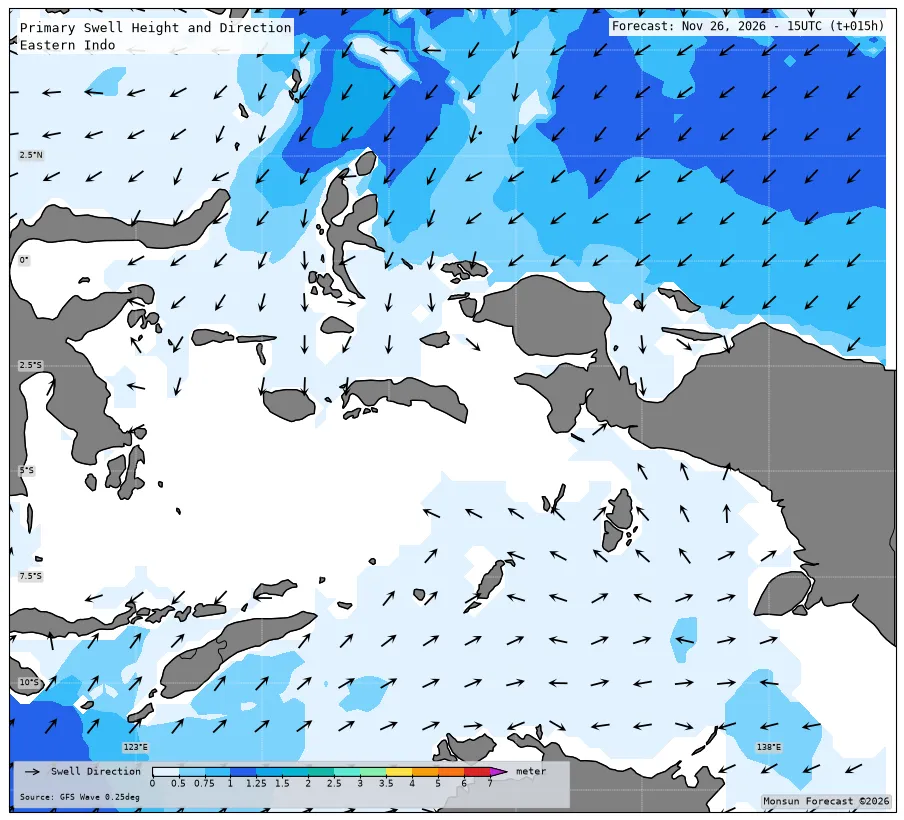 Primary Swell Height and Direction
Eastern Indo
Forecast: Nov 26, 2026 - 15UTC (t+015h)
2.5°N
0°
2.5°S
5°S
7.5°S
10°S
123°E
138°E
Swell Direction
0 0.5 0.75 1 1.25 1.5 2 2.5 3 3.5 4 5 6 7
meter
Source: GFS Wave 0.25deg
Monsun Forecast ©2026